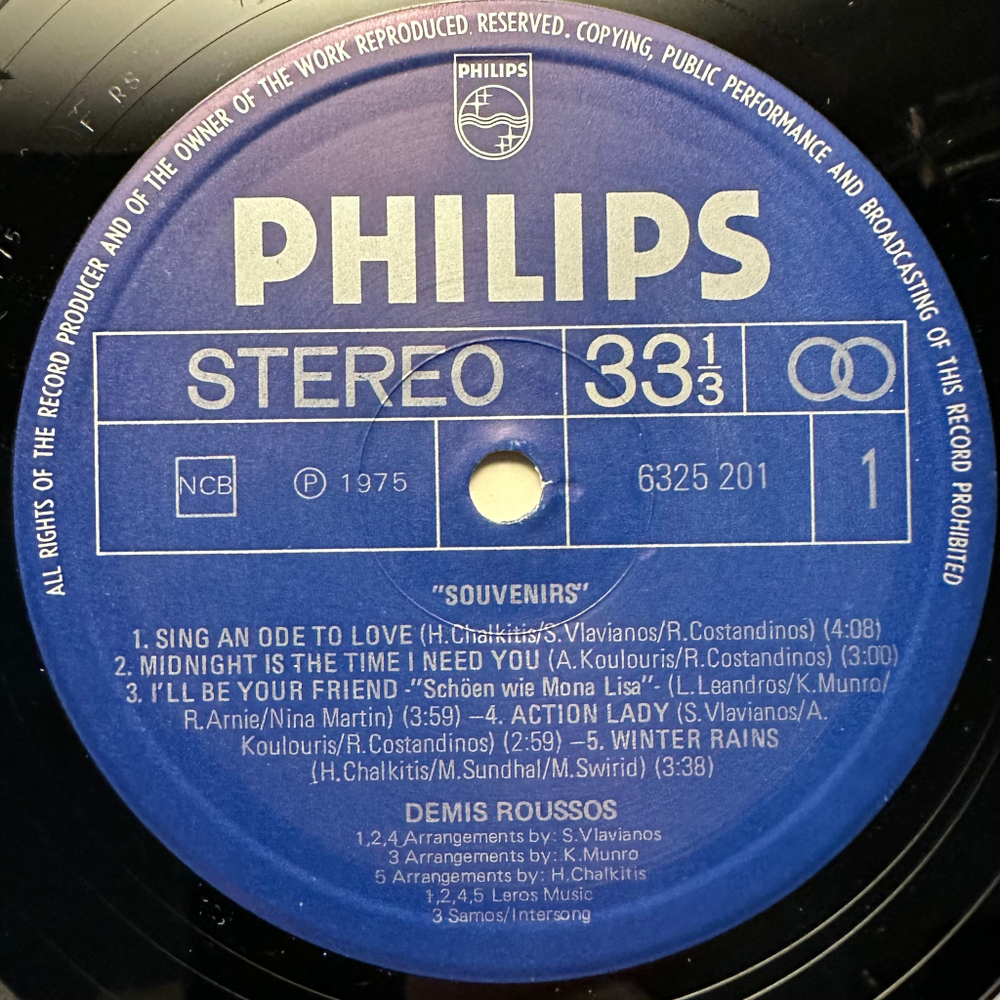 ALL RIGHTS OF THE RECORD PRODUCER AND OF THE OWNER OF THE WORK REPRODUCED. RESERVED. COPYING, PUBLIC PERFORMANCE AND BROADCASTING OF THIS RECORD PROHIBITED
PHILIPS
PHILIPS
STEREO 33 1/3
NCB Ⓟ 1975 6325 201 1
"SOUVENIRS"
1. SING AN ODE TO LOVE (H.Chalkitis/S.Vlavianos/R.Costandinos) (4:08)
2. MIDNIGHT IS THE TIME I NEED YOU (A.Koulouris/R.Costandinos) (3:00)
3. I'LL BE YOUR FRIEND -"Schöen wie Mona Lisa"- (L.Leandros/K.Munro/
R.Arnie/Nina Martin) (3:59) —4. ACTION LADY (S.Vlavianos/A.
Koulouris/R.Costandinos) (2:59) —5. WINTER RAINS
(H.Chalkitis/M.Sundhal/M.Swirid) (3:38)
DEMIS ROUSSOS
1,2,4 Arrangements by: S.Vlavianos
3 Arrangements by: K.Munro
5 Arrangements by: H.Chalkitis
1,2,4,5 Leros Music
3 Samos/Intersong